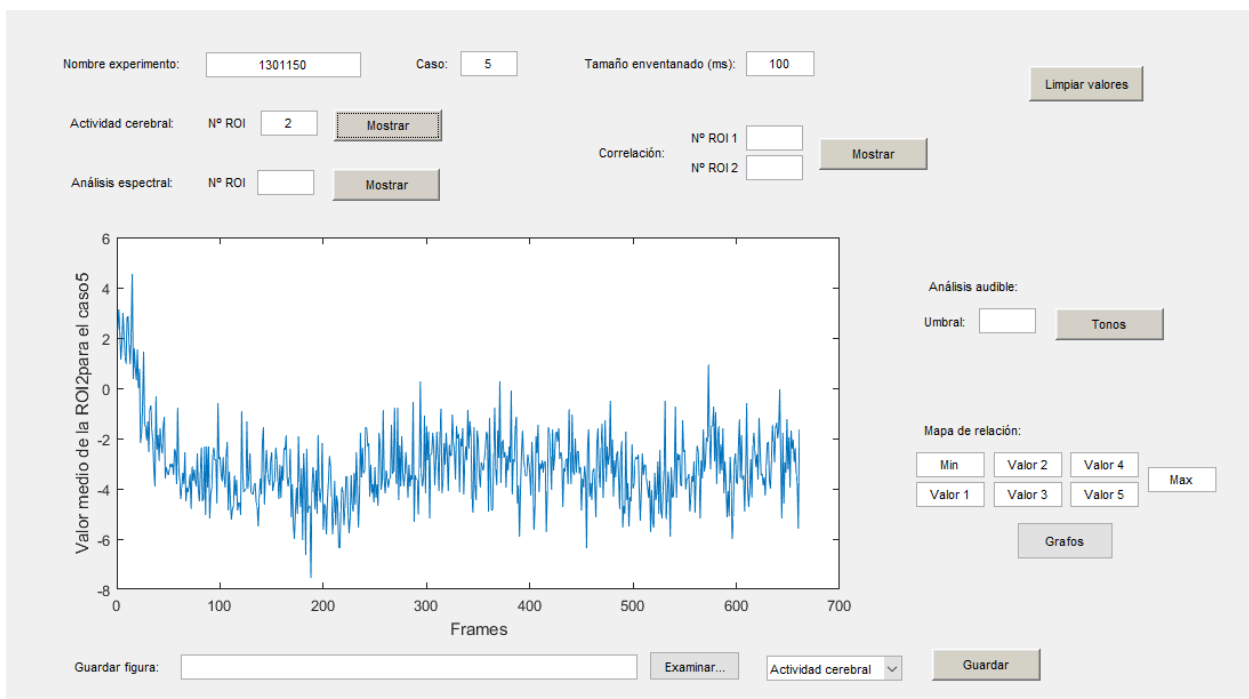 Nombre experimento: 1301150 Caso: 5 Tamaño enventanado (ms): 100
Limpiar valores
Actividad cerebral: Nº ROI 2 Mostrar
Correlación: Nº ROI 1
Nº ROI 2
Mostrar
Análisis espectral: Nº ROI Mostrar
Valor medio de la ROI2para el caso5
6
4
2
0
-2
-4
-6
-8
0 100 200 300 400 500 600 700
Frames
Análisis audible:
Umbral: Tonos
Mapa de relación:
Min Valor 2 Valor 4
Max
Valor 1 Valor 3 Valor 5
Grafos
Guardar figura: Examinar... Actividad cerebral Guardar